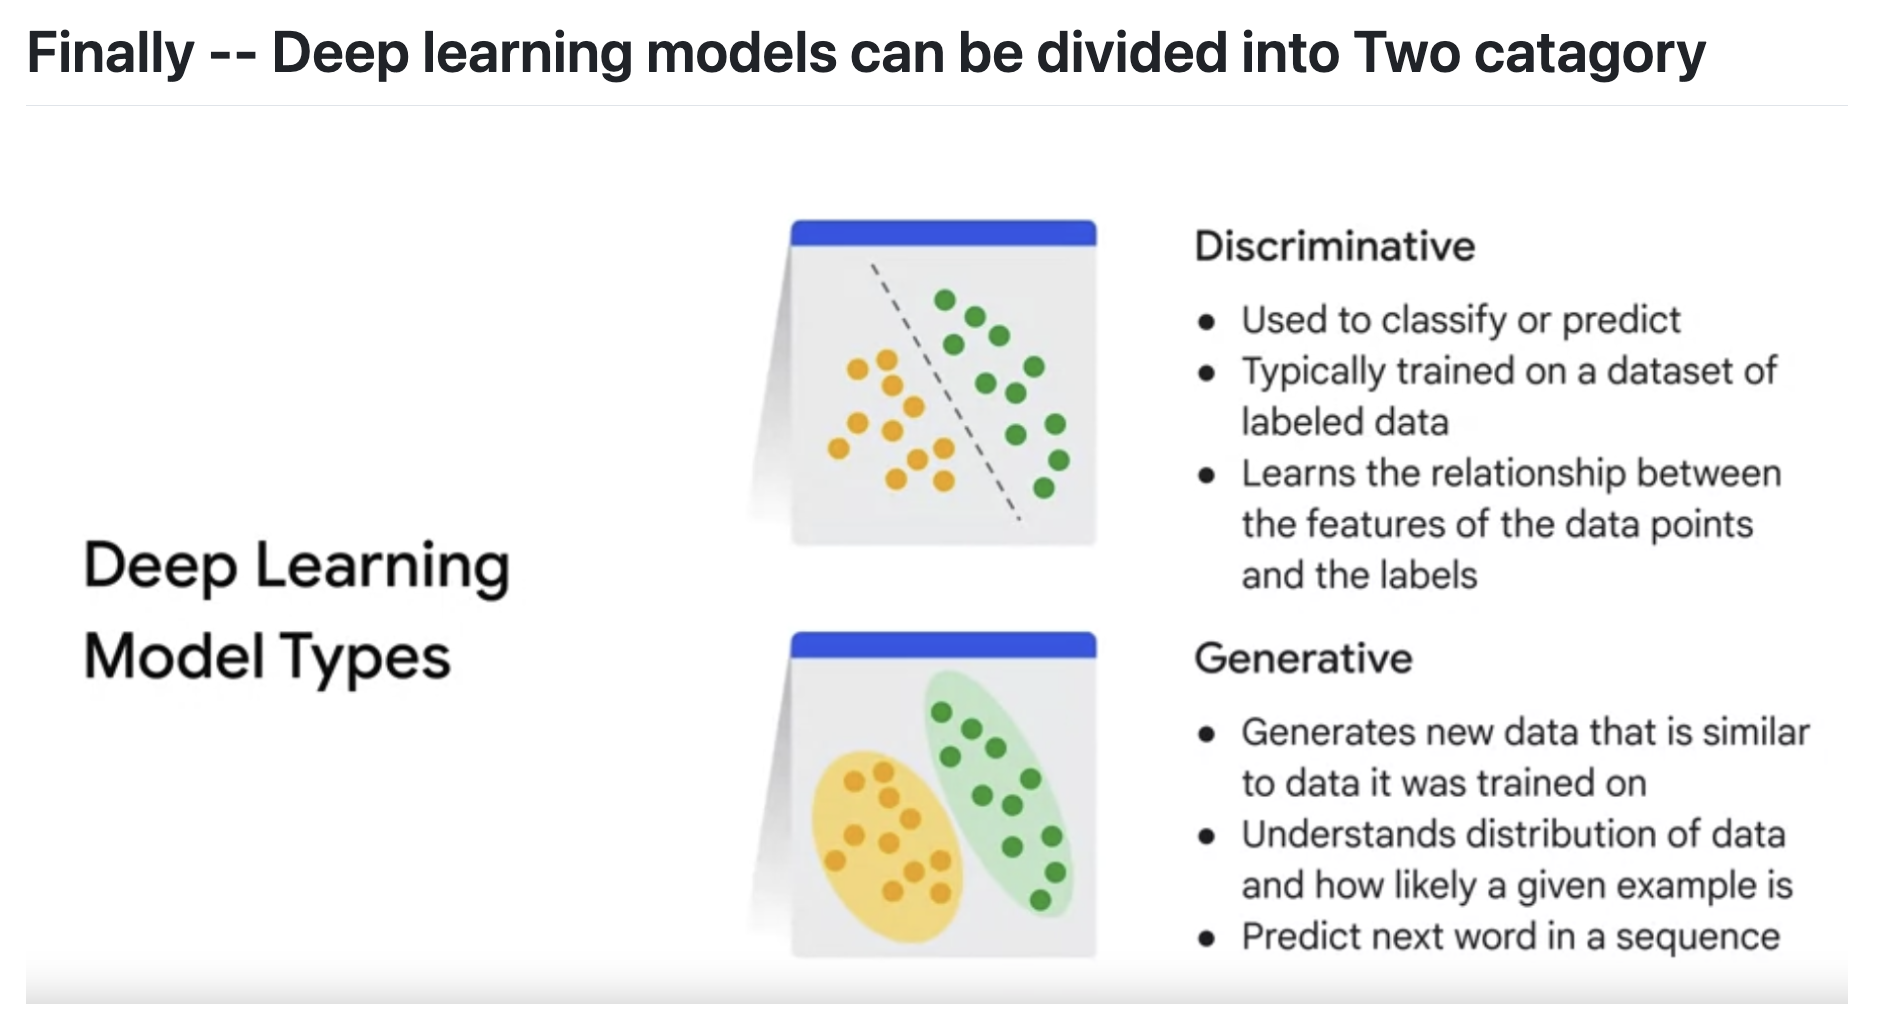 Finally -- Deep learning models can be divided into Two catagory
Deep Learning
Model Types
Discriminative
● Used to classify or predict
● Typically trained on a dataset of
labeled data
● Learns the relationship between
the features of the data points
and the labels
Generative
● Generates new data that is similar
to data it was trained on
● Understands distribution of data
and how likely a given example is
● Predict next word in a sequence